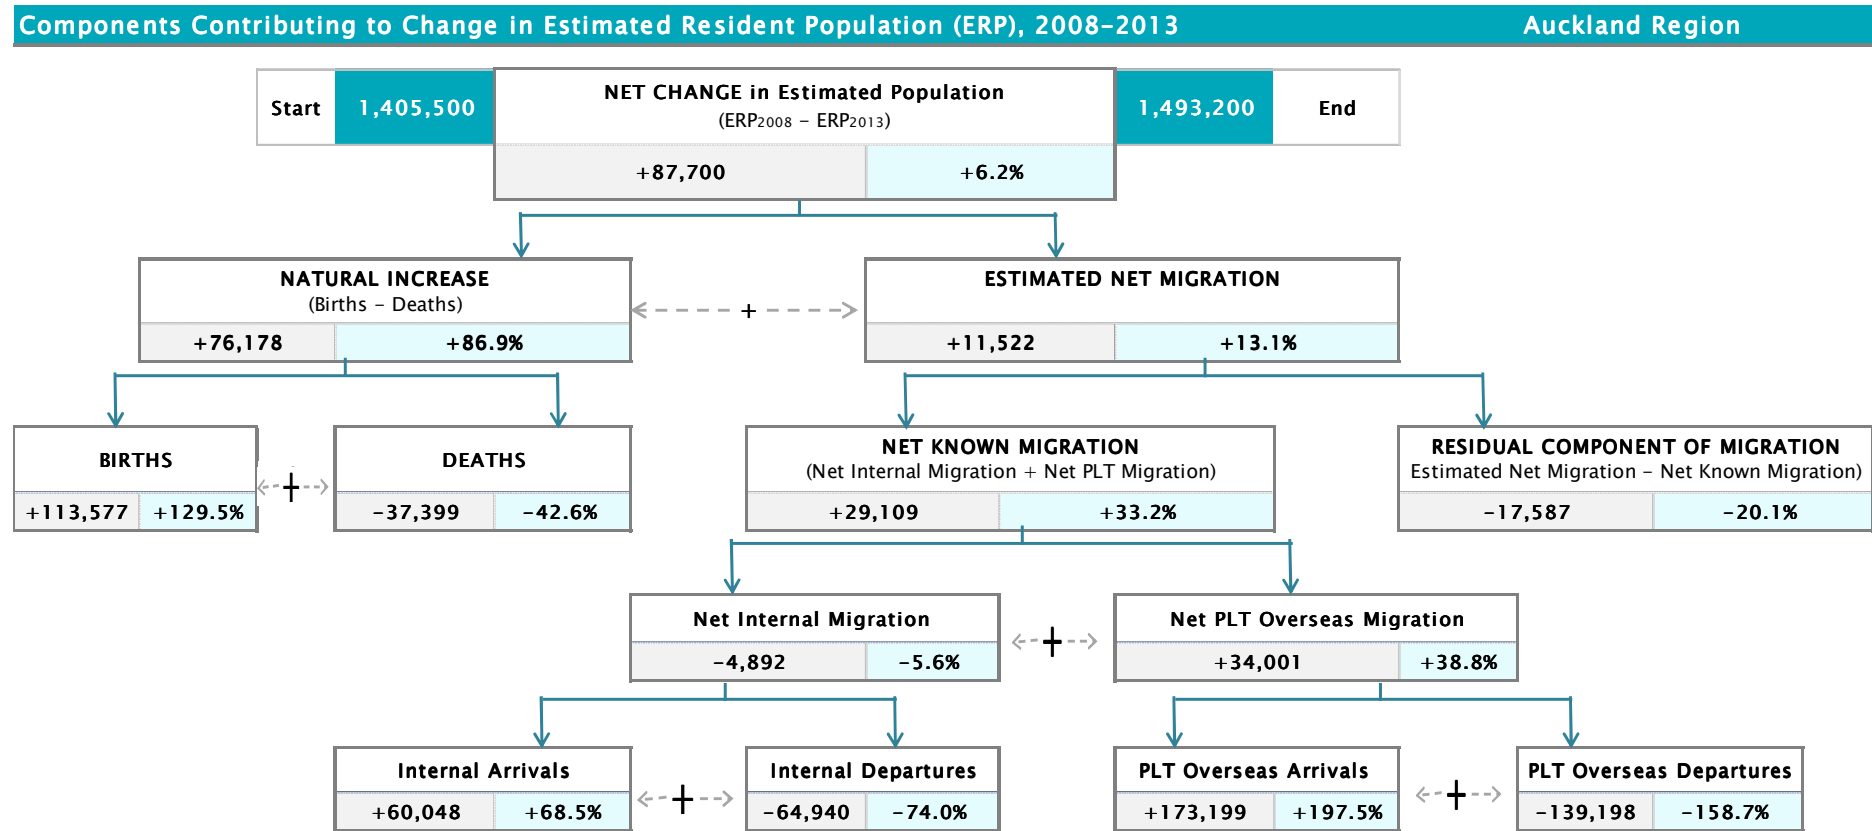 Components Contributing to Change in Estimated Resident Population (ERP), 2008-2013 Auckland Region
Start 1,405,500 NET CHANGE in Estimated Population 1,493,200 End
(ERP2008 - ERP2013)
+87,700 +6.2%
NATURAL INCREASE
(Births - Deaths)
+76,178 +86.9%
+
ESTIMATED NET MIGRATION
+11,522 +13.1%
BIRTHS
+113,577 +129.5%
+
DEATHS
-37,399 -42.6%
NET KNOWN MIGRATION
(Net Internal Migration + Net PLT Migration)
+29,109 +33.2%
RESIDUAL COMPONENT OF MIGRATION
Estimated Net Migration - Net Known Migration)
-17,587 -20.1%
Net Internal Migration
-4,892 -5.6%
+
Net PLT Overseas Migration
+34,001 +38.8%
Internal Arrivals
+60,048 +68.5%
+
Internal Departures
-64,940 -74.0%
PLT Overseas Arrivals
+173,199 +197.5%
+
PLT Overseas Departures
-139,198 -158.7%